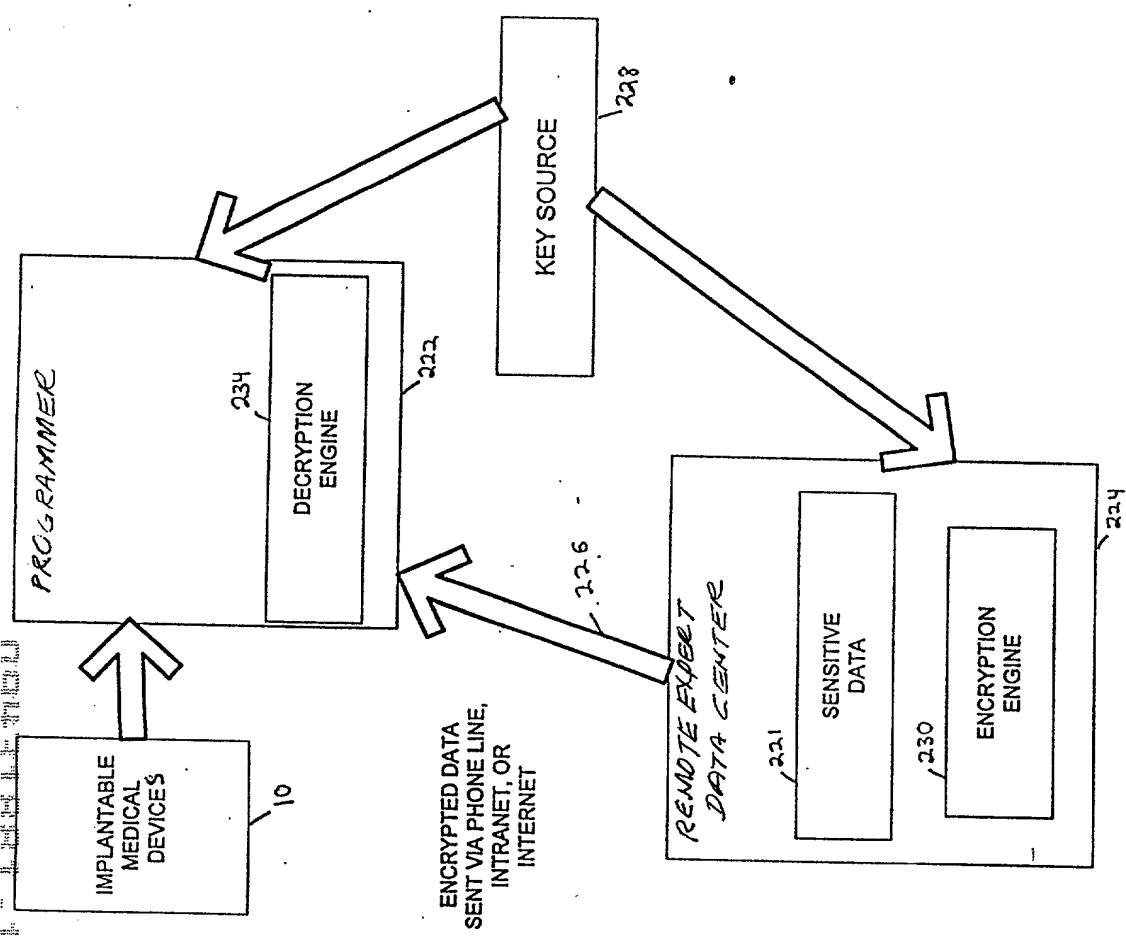 IMPLANTABLE
MEDICAL
DEVICES
10
PROGRAMMER
234
DECRYPTION
ENGINE
222
ENCRYPTED DATA
SENT VIA PHONE LINE,
INTRANET, OR
INTERNET
226
KEY SOURCE
228
REMOTE EXPERT
DATA CENTER
221
SENSITIVE
DATA
230
ENCRYPTION
ENGINE
224